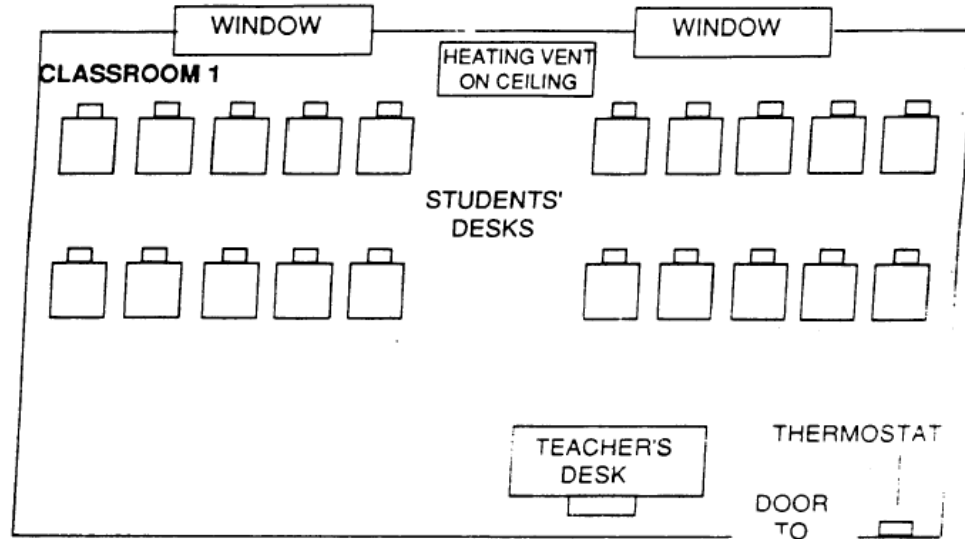 WINDOW
WINDOW
HEATING VENT
ON CEILING
CLASSROOM 1
STUDENTS'
DESKS
TEACHER'S
DESK
THERMOSTAT
DOOR
TO